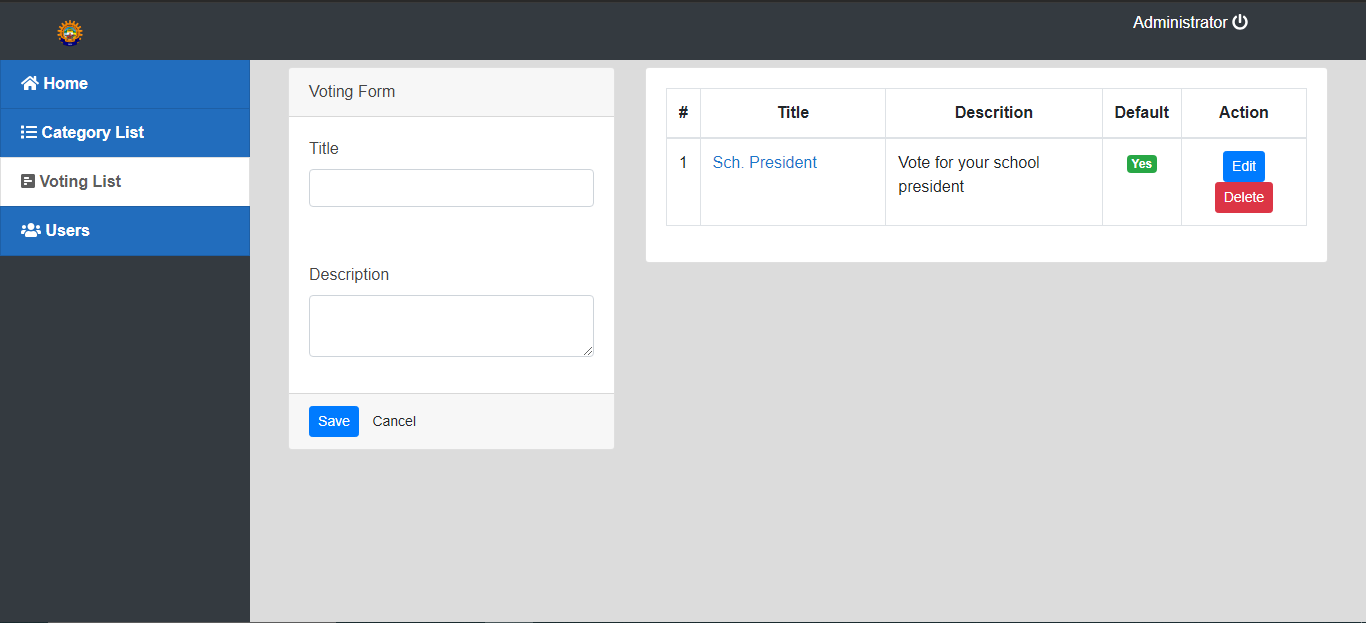 Administrator
Home
Category List
Voting List
Users
Voting Form
Title
Description
Save Cancel
# Title Descrition Default Action
1 Sch. President Vote for your school Yes Edit
president Delete